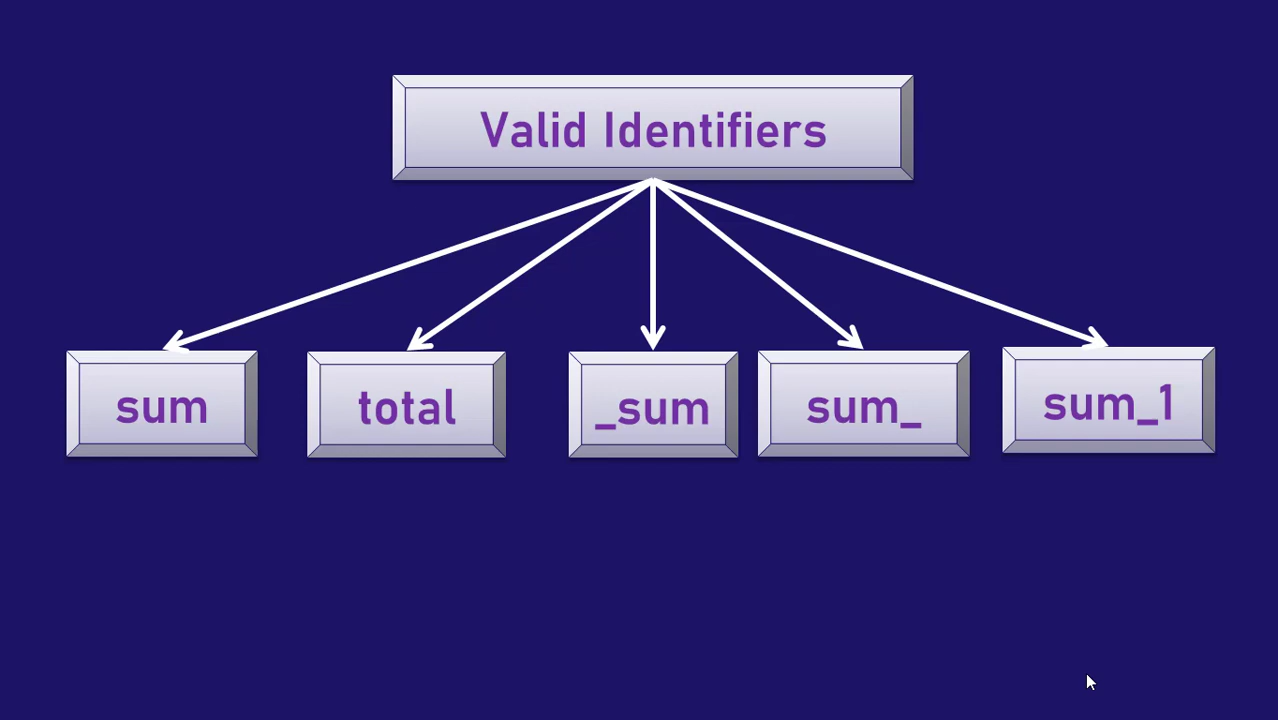 Valid Identifiers
sum
total
_sum
sum_
sum_1